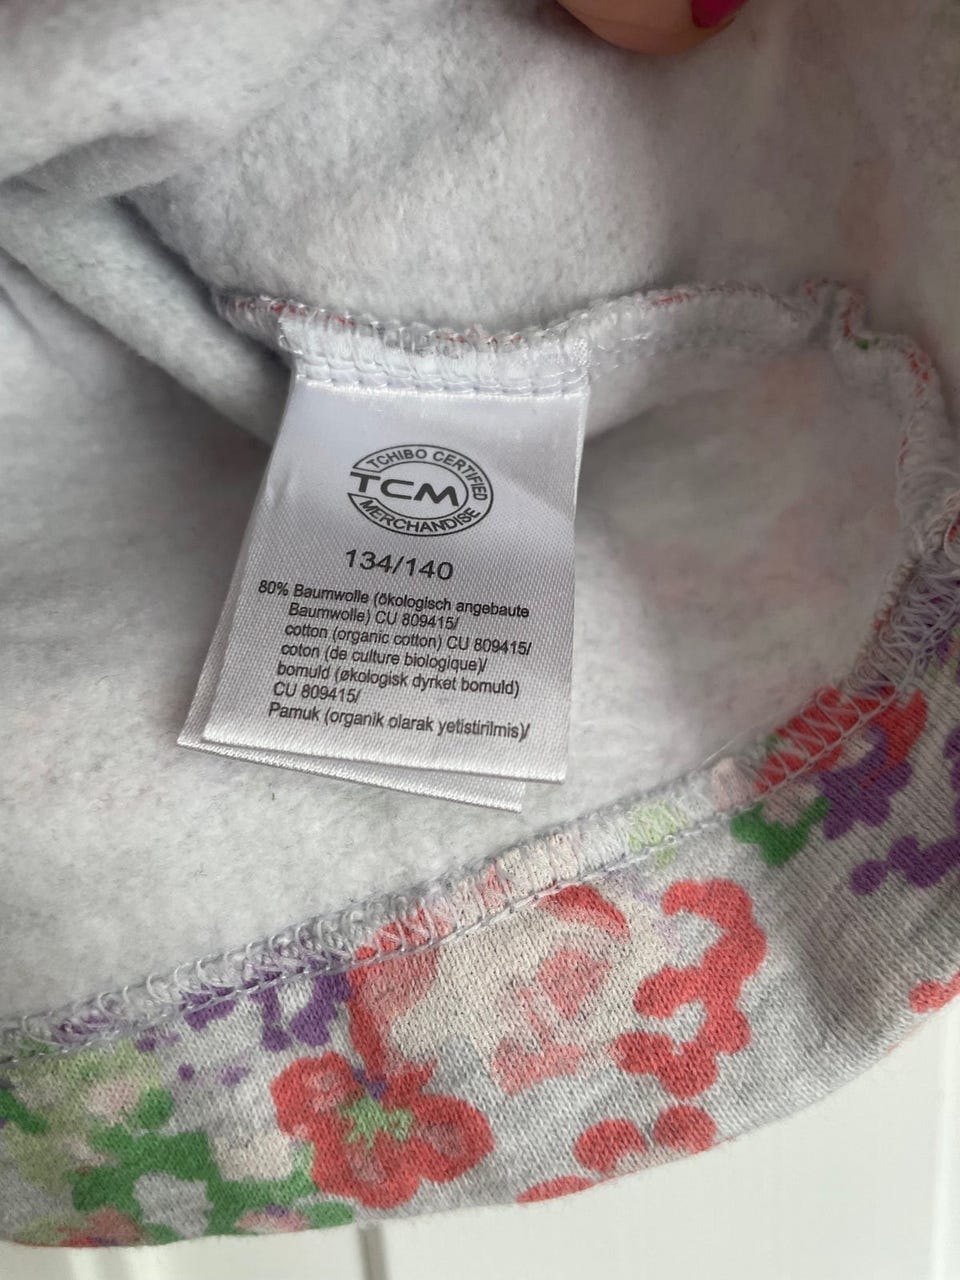 TCHIBO CERTIFIED
TCM
MERCHANDISE
134/140
80% Baumwolle (ökologisch angebaute
Baumwolle) CU 809415/
cotton (organic cotton) CU 809415/
coton (de culture biologique)/
bomuld (økologisk dyrket bomuld)
CU 809415/
Pamuk (organik olarak yetistirilmis)/